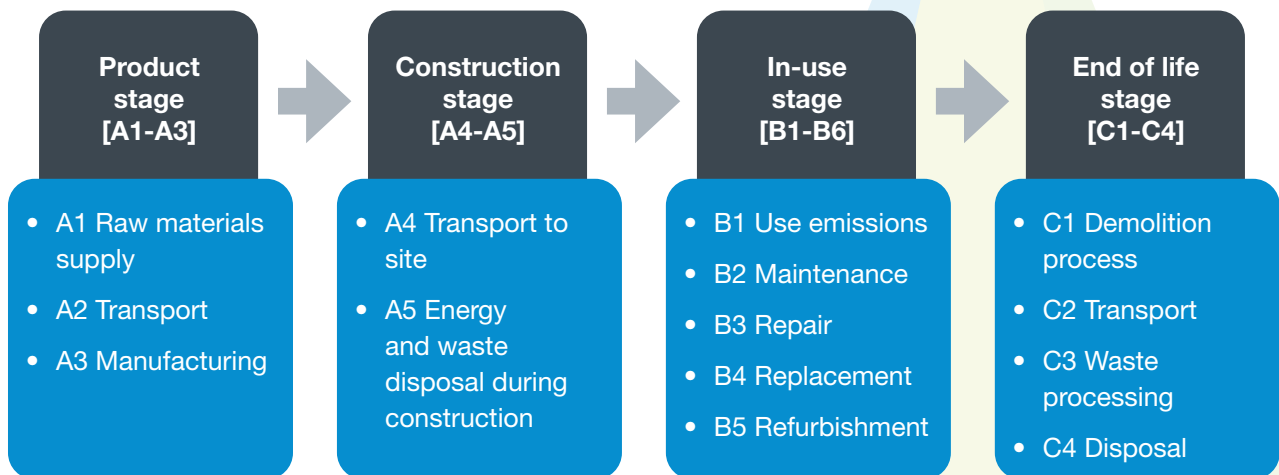 Product
stage
[A1-A3]
• A1 Raw materials
supply
• A2 Transport
• A3 Manufacturing
Construction
stage
[A4-A5]
• A4 Transport to
site
• A5 Energy
and waste
disposal during
construction
In-use
stage
[B1-B6]
• B1 Use emissions
• B2 Maintenance
• B3 Repair
• B4 Replacement
• B5 Refurbishment
End of life
stage
[C1-C4]
• C1 Demolition
process
• C2 Transport
• C3 Waste
processing
• C4 Disposal